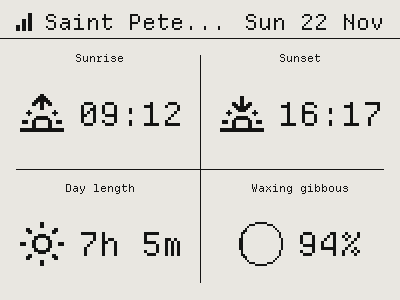 Saint Pete... Sun 22 Nov
Sunrise
09:12
Sunset
16:17
Day length
7h 5m
Waxing gibbous
94%